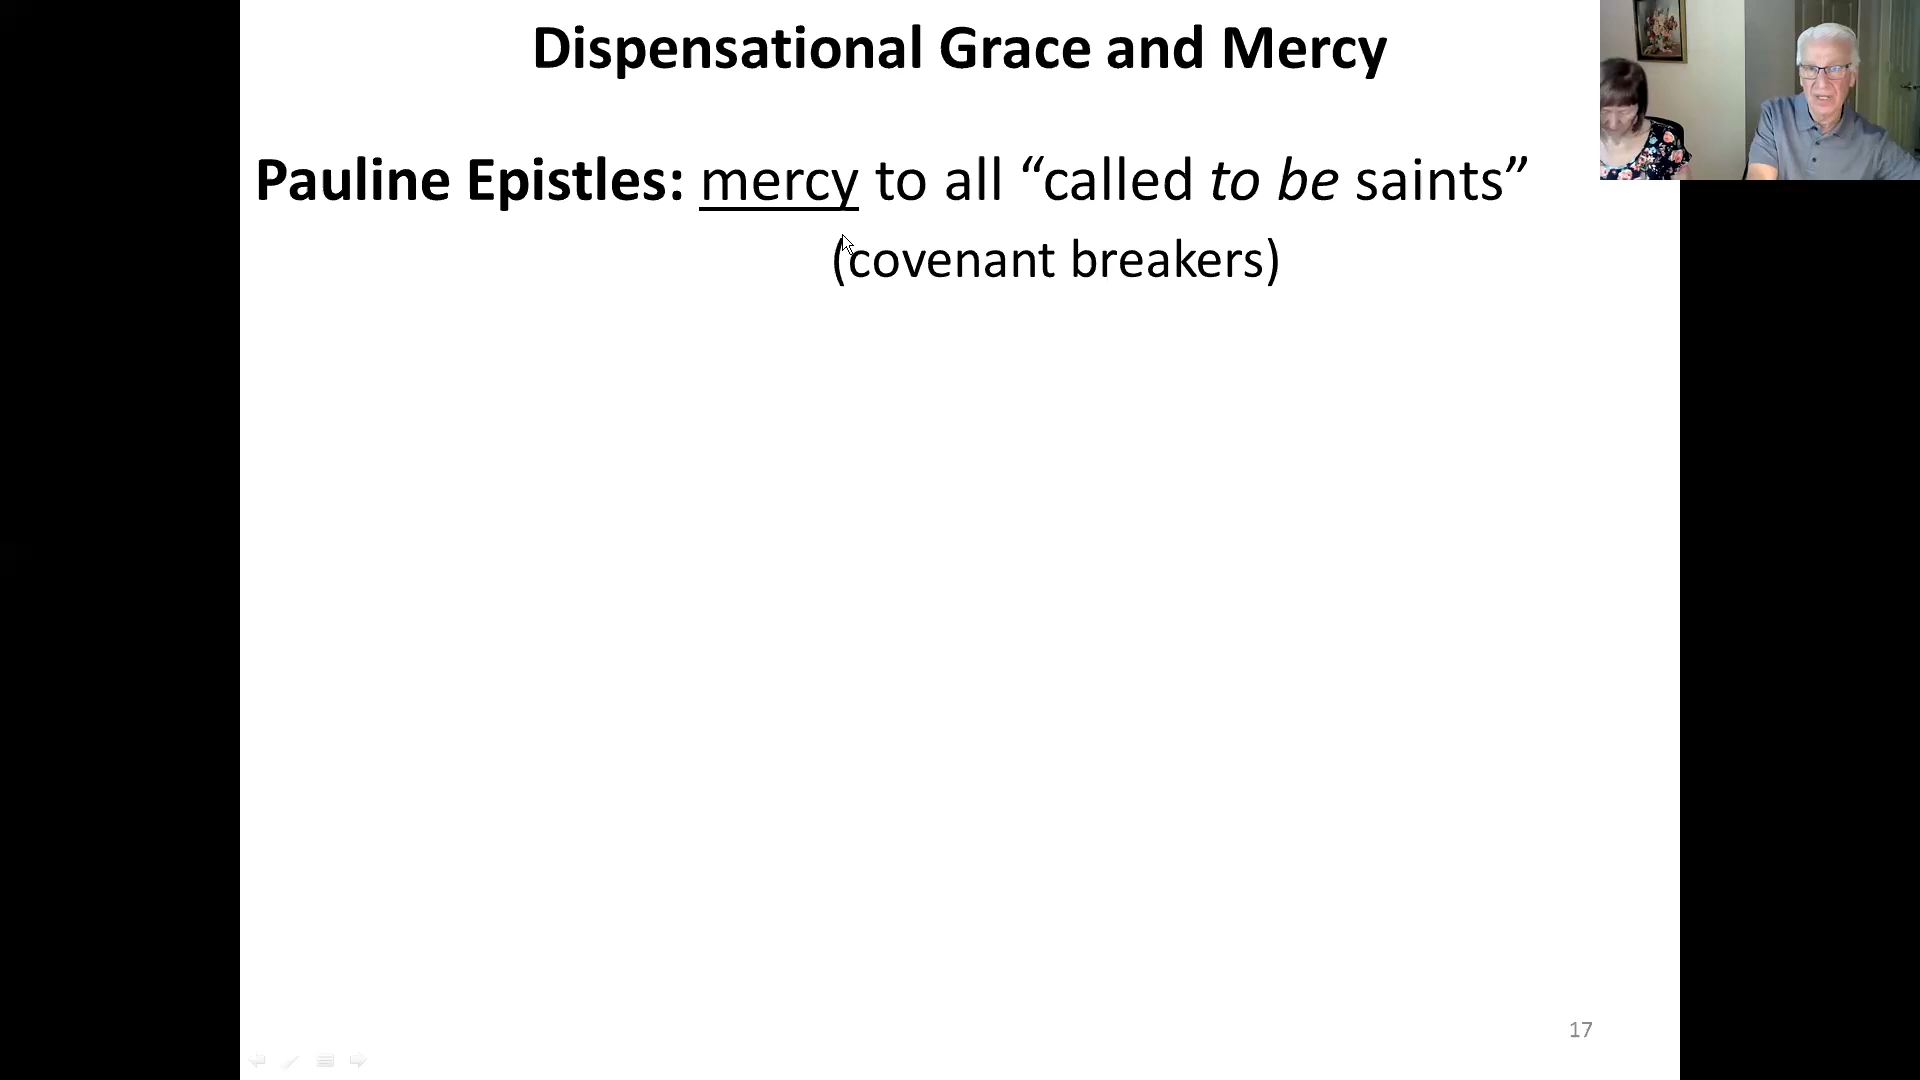 Dispensational Grace and Mercy
Pauline Epistles: mercy to all “called to be saints”
(covenant breakers)
17